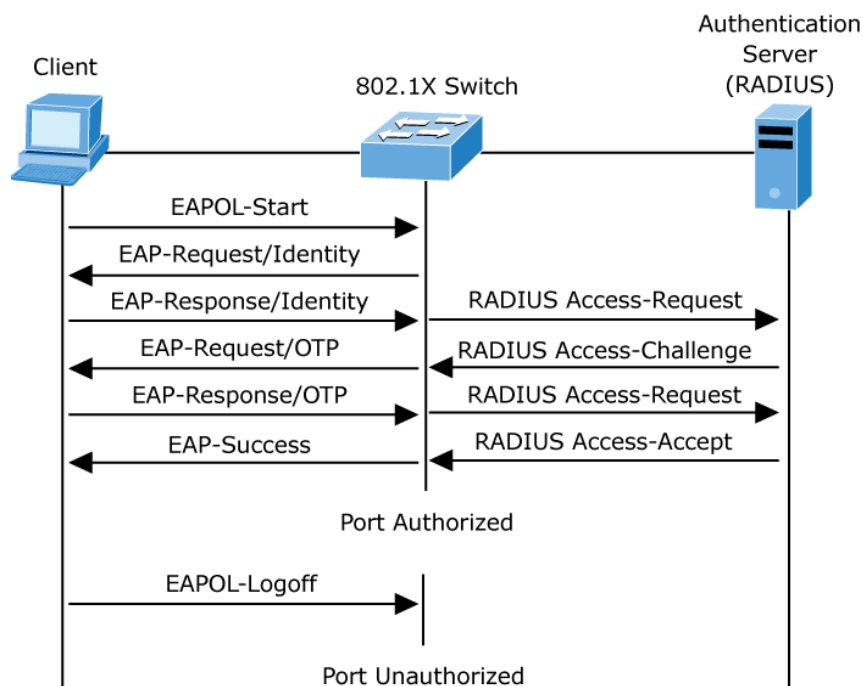 Authentication
Server
(RADIUS)
Client
802.1X Switch
EAPOL-Start
EAP-Request/Identity
EAP-Response/Identity
RADIUS Access-Request
EAP-Request/OTP
RADIUS Access-Challenge
EAP-Response/OTP
RADIUS Access-Request
EAP-Success
RADIUS Access-Accept
Port Authorized
EAPOL-Logoff
Port Unauthorized